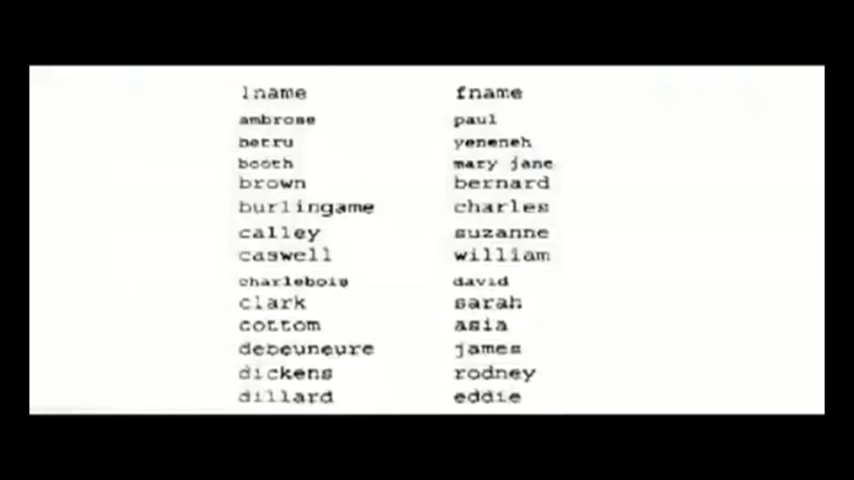 lname fname
ambrose paul
betru yeneneh
booth mary jane
brown bernard
burlingame charles
calley suzanne
caswell william
charlebois david
clark sarah
cottom asia
debeuneure james
dickens rodney
dillard eddie